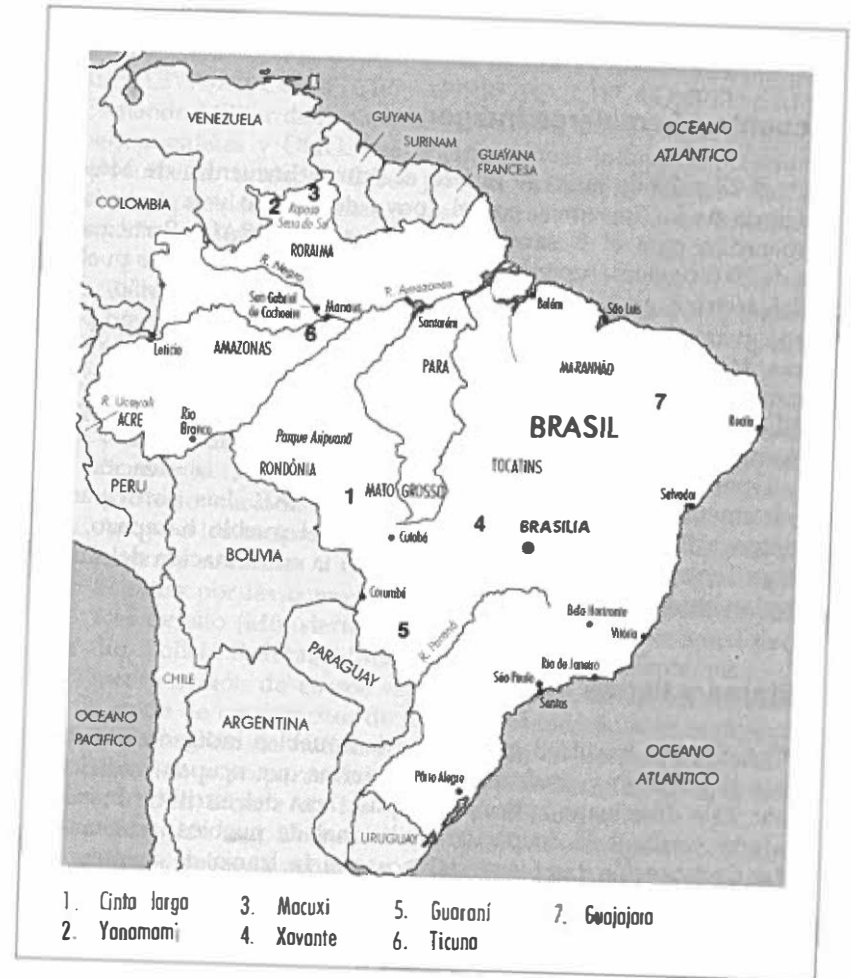 VENEZUELA
GUYANA
SURINAM
GUAYANA
FRANCESA
OCEANO
ATLANTICO
COLOMBIA
2
3
RORAIMA
R. Negro
San Gabriel
de Cachoeira
Manaus
R. Amazonas
6
Santarém
Belém
São Luis
Leticia
AMAZONAS
PARA
MARANHÃO
7
R. Ucayali
ACRE
Rio
Branco
Parque Aripuanã
BRASIL
Recife
RONDÔNIA
TOCATINS
PERU
1
MATO GROSSO
Salvador
4
BRASILIA
Cuiabá
BOLIVIA
Corumbá
5
R. Paraná
Belo Horizonte
Vitória
PARAGUAY
CHILE
São Paulo
Rio de Janeiro
Santos
OCEANO
PACIFICO
ARGENTINA
OCEANO
ATLANTICO
Pôrto Alegre
URUGUAY
1. Cinta larga
2. Yanomami
3. Macuxi
4. Xavante
5. Guaraní
6. Ticuna
7. Guajajara